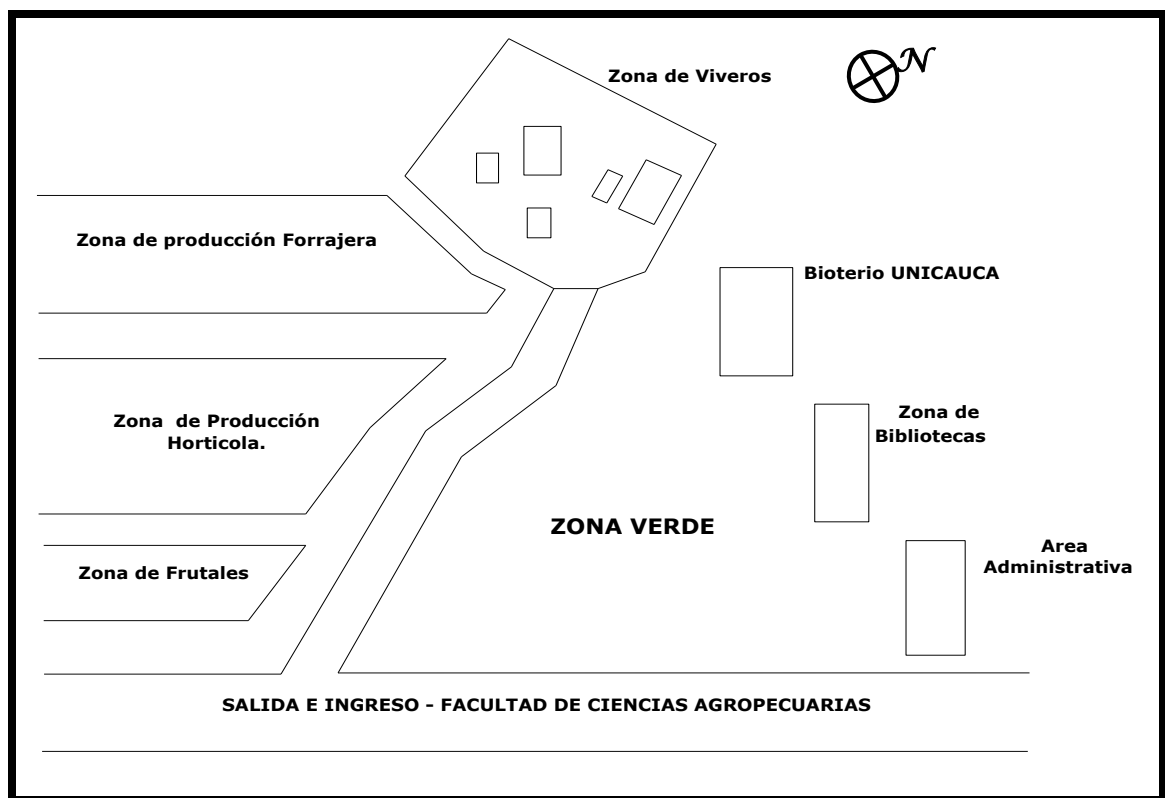 Zona de Viveros
N
Zona de producción Forrajera
Bioterio UNICAUCA
Zona de Producción
Horticola.
Zona de
Bibliotecas
ZONA VERDE
Area
Administrativa
Zona de Frutales
SALIDA E INGRESO - FACULTAD DE CIENCIAS AGROPECUARIAS